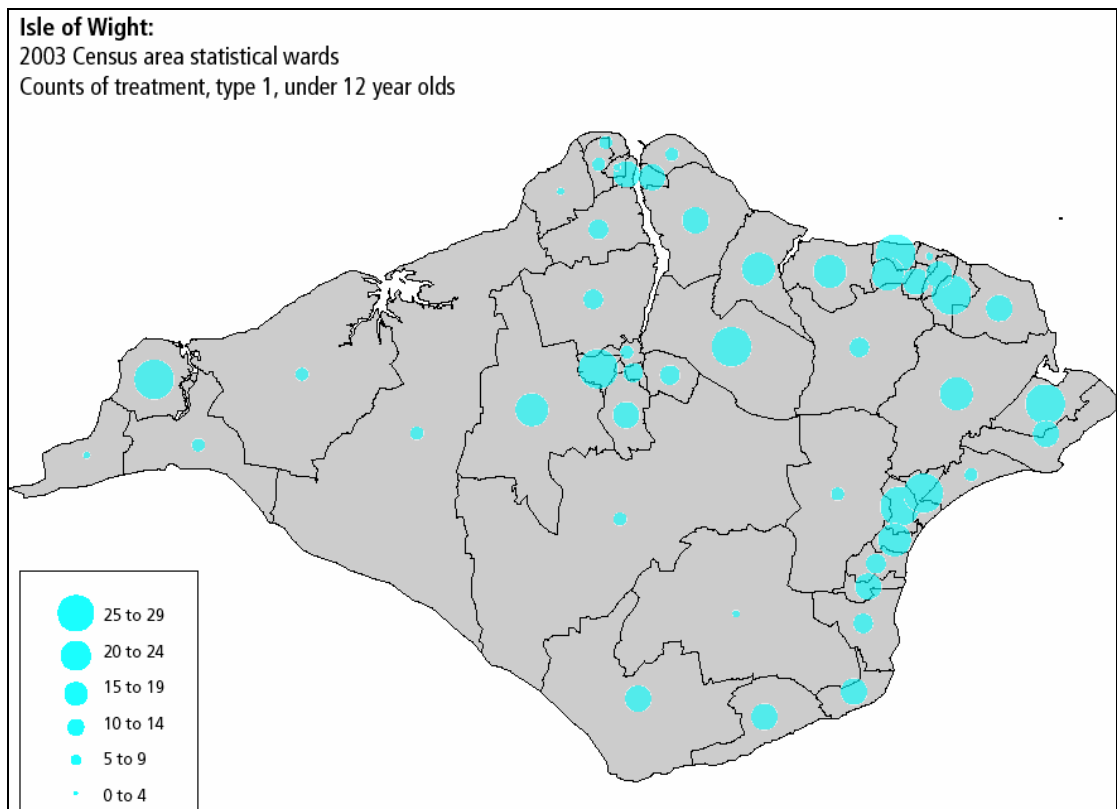 Isle of Wight:
2003 Census area statistical wards
Counts of treatment, type 1, under 12 year olds
25 to 29
20 to 24
15 to 19
10 to 14
5 to 9
0 to 4